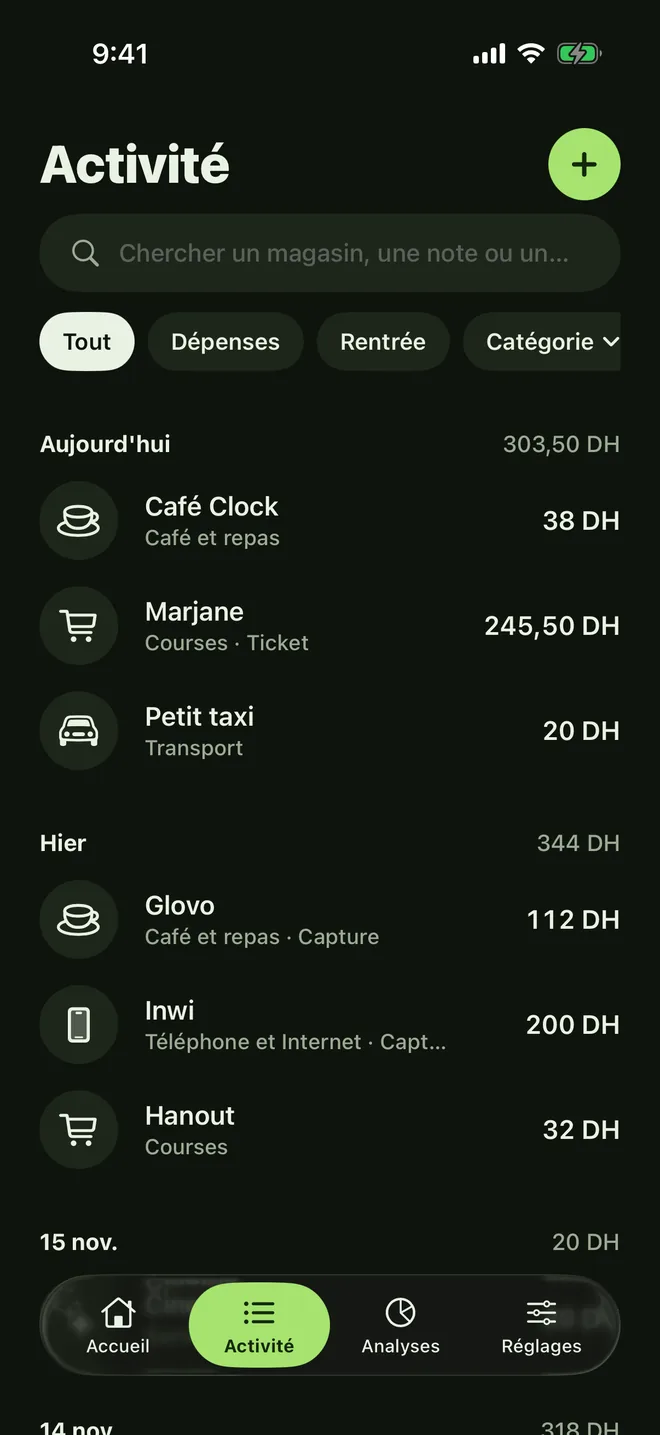 9:41
Activité
Chercher un magasin, une note ou un...
Tout
Dépenses
Rentrée
Catégorie
Aujourd'hui
303,50 DH
Café Clock
38 DH
Café et repas
Marjane
245,50 DH
Courses · Ticket
Petit taxi
20 DH
Transport
Hier
344 DH
Glovo
112 DH
Café et repas · Capture
Inwi
200 DH
Téléphone et Internet · Capt...
Hanout
32 DH
Courses
15 nov.
20 DH
Accueil
Activité
Analyses
Réglages
14 nov
318 DH